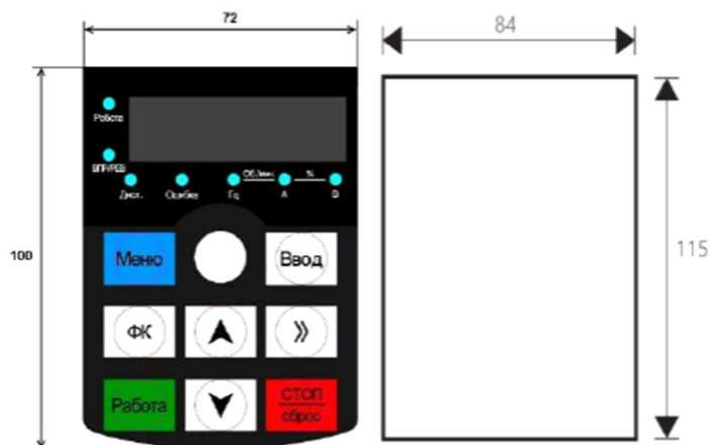 72
84
100
115
Работа
ВПР/РЕВ
Об/мин
%
Дист.
Ошибка
Гц
А
В
Меню
Ввод
ФК
Работа
СТОП
сброс